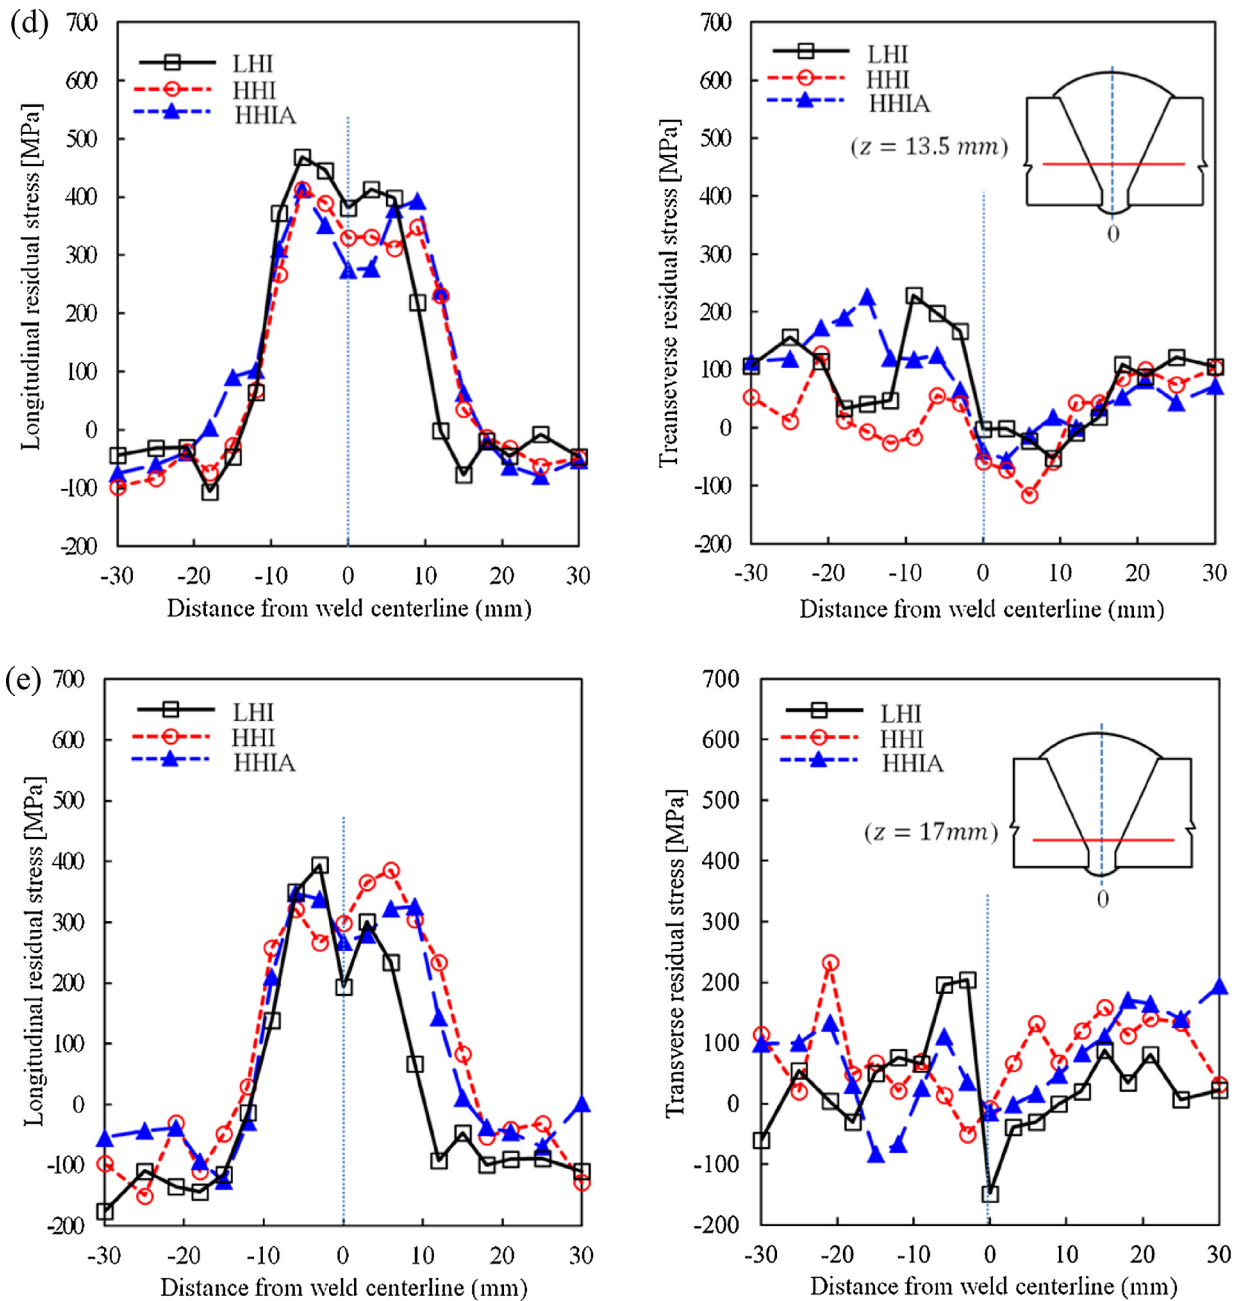 (d)
700
600
500
400
300
200
100
0
-100
-200
Longitudinal residual stress [MPa]
LHI
HHI
HHIA
-30 -20 -10 0 10 20 30
Distance from weld centerline (mm)
700
600
500
400
300
200
100
0
-100
-200
Treanseverse residual stress [MPa]
LHI
HHI
HHIA
(z = 13.5 mm)
0
-30 -20 -10 0 10 20 30
Distance from weld centerline (mm)
(e)
700
600
500
400
300
200
100
0
-100
-200
Longitudinal residual stress [MPa]
LHI
HHI
HHIA
-30 -20 -10 0 10 20 30
Distance from weld centerline (mm)
700
600
500
400
300
200
100
0
-100
-200
Transverse residual stress [MPa]
LHI
HHI
HHIA
(z = 17mm)
0
-30 -20 -10 0 10 20 30
Distance from weld centerline (mm)